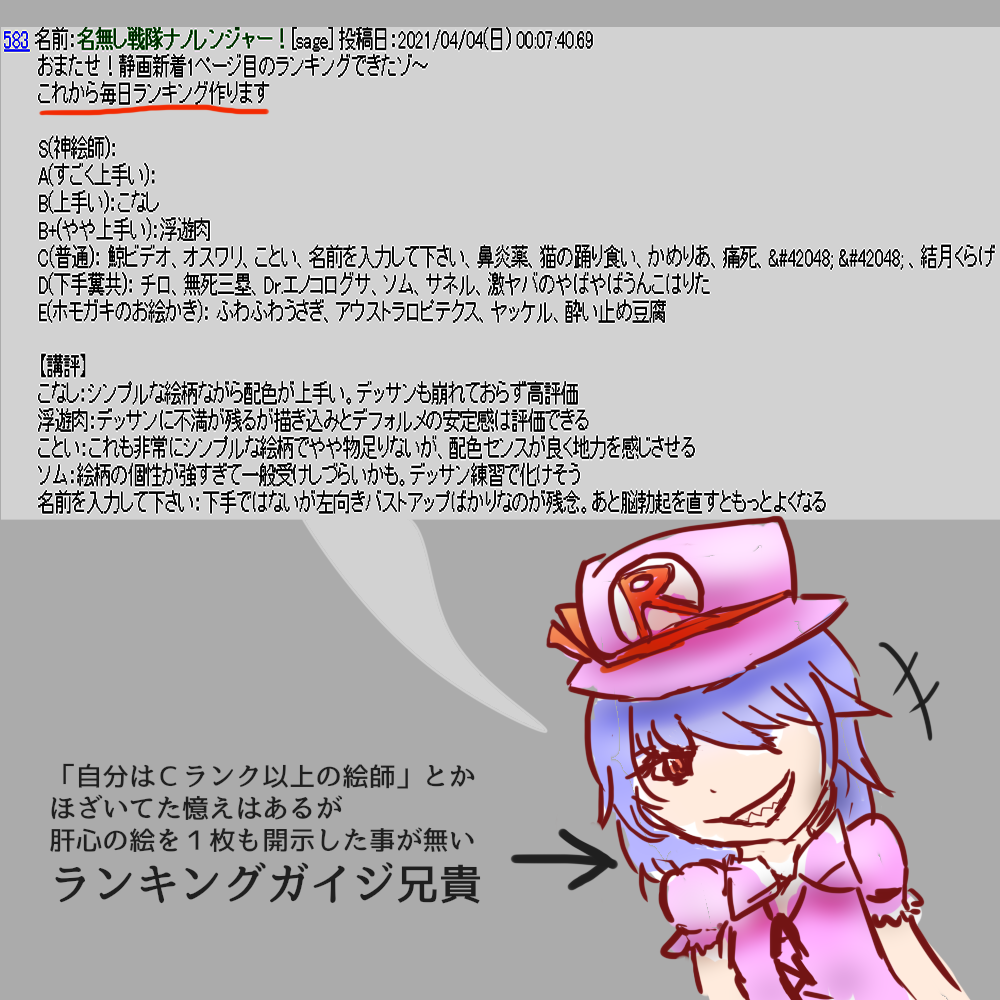 583 名前：名無し戦隊ナノレンジャー！[sage] 投稿日：2021/04/04(日) 00:07:40.69
おまたせ！静画新着1ページ目のランキングできたゾ～
これから毎日ランキング作ります
S(神絵師)：
A(すごく上手い)：
B(上手い)：こなし
B+(やや上手い)：浮遊肉
C(普通)： 鯨ビデオ、オスワリ、ことい、名前を入力して下さい、鼻炎薬、猫の踊り食い、かめりあ、痛死、&#42048; &#42048; 、結月くらげ
D(下手糞共)： チロ、無死三塁、Dr.エノコログサ、ソム、サネル、激ヤバのやばやばうんこはりた
E(ホモガキのお絵かき)： ふわふわうさぎ、アウストラロピテクス、ヤッケル、酔い止め豆腐
【講評】
こなし：シンプルな絵柄ながら配色が上手い。デッサンも崩れておらず高評価
浮遊肉：デッサンに不満が残るが描き込みとデフォルメの安定感は評価できる
ことい：これも非常にシンプルな絵柄でやや物足りないが、配色センスが良く地力を感じさせる
ソム：絵柄の個性が強すぎて一般受けしづらいかも。デッサン練習で化けそう
名前を入力して下さい：下手ではないが左向きバストアップばかりなのが残念。あと脳勃起を直すともっとよくなる
R
「自分はＣランク以上の絵師」とか
ほざいてた憶えはあるが
肝心の絵を１枚も開示した事が無い
ランキングガイジ兄貴